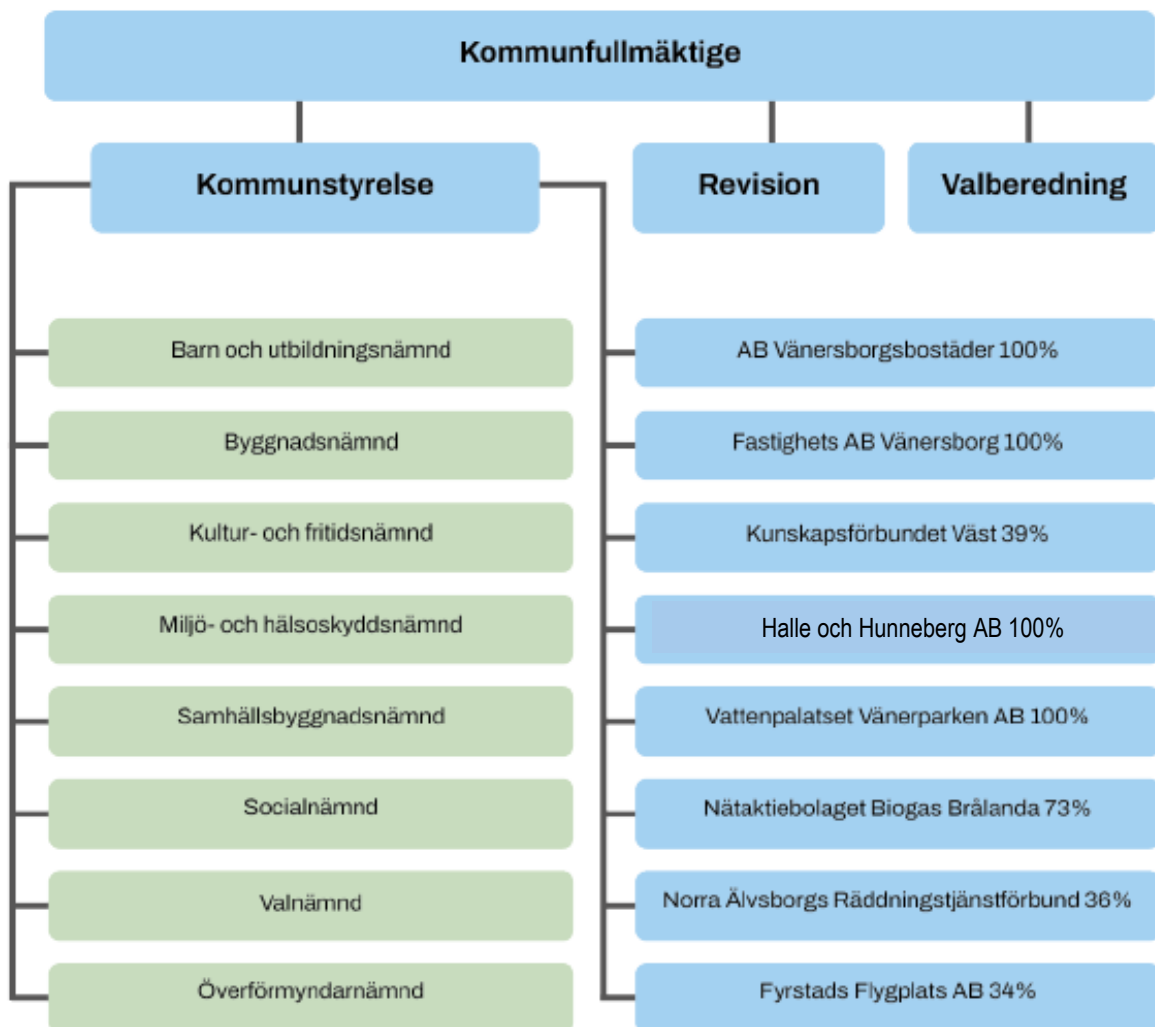 Kommunfullmäktige
Kommunstyrelse
Revision
Valberedning
Barn och utbildningsnämnd
Byggnadsnämnd
Kultur- och fritidsnämnd
Miljö- och hälsoskyddsnämnd
Samhällsbyggnadsnämnd
Socialnämnd
Valnämnd
Överförmyndarnämnd
AB Vänersborgsbostäder 100%
Fastighets AB Vänersborg 100%
Kunskapsförbundet Väst 39%
Halle och Hunneberg AB 100%
Vattenpalatset Vänerparken AB 100%
Nätaktiebolaget Biogas Brålanda 73%
Norra Älvsborgs Räddningstjänstförbund 36%
Fyrstads Flygplats AB 34%